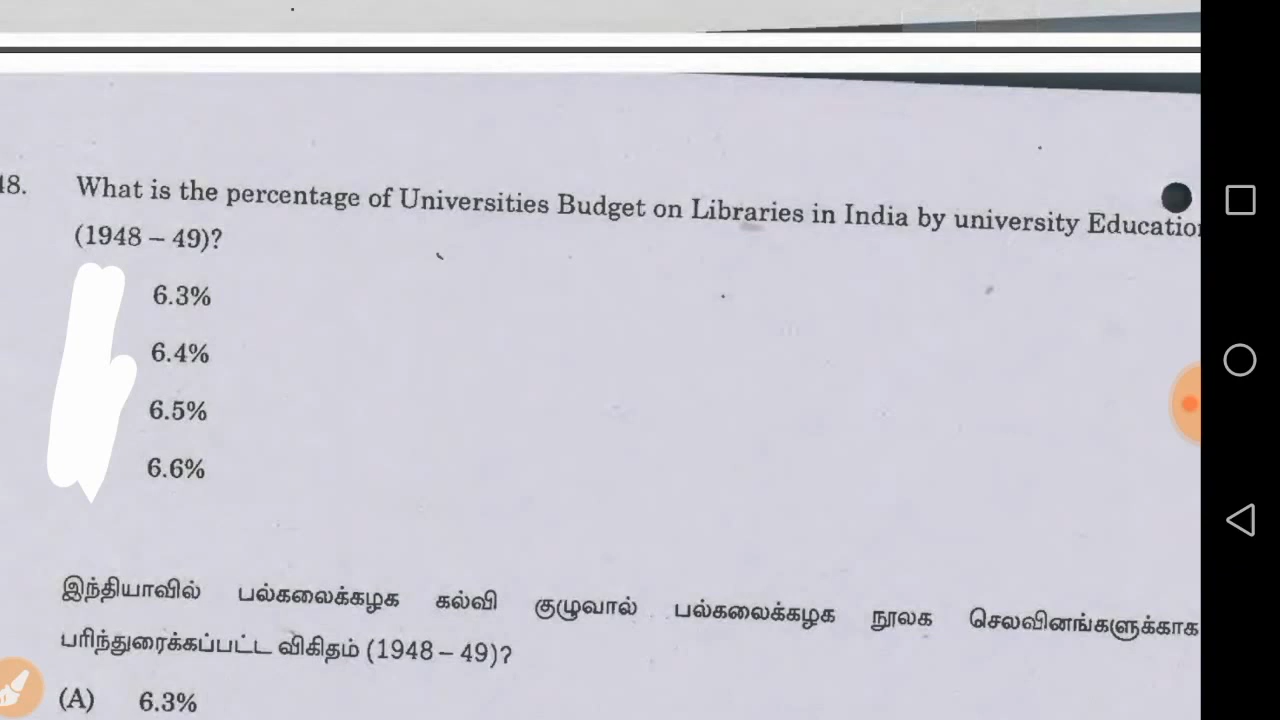 18.
What is the percentage of Universities Budget on Libraries in India by university
(1948 – 49)?
6.3%
6.4%
6.5%
6.6%
இந்தியாவில் பல்கலைக்கழக கல்வி குழுவால் பல்கலைக்கழக நூலக செலவினங்களுக்காக
பரிந்துரைக்கப்பட்ட விகிதம் (1948 – 49)?
(A) 6.3%